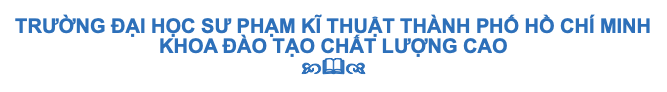 TRƯỜNG ĐẠI HỌC SƯ PHẠM KĨ THUẬT THÀNH PHỐ HỒ CHÍ MINH
KHOA ĐÀO TẠO CHẤT LƯỢNG CAO